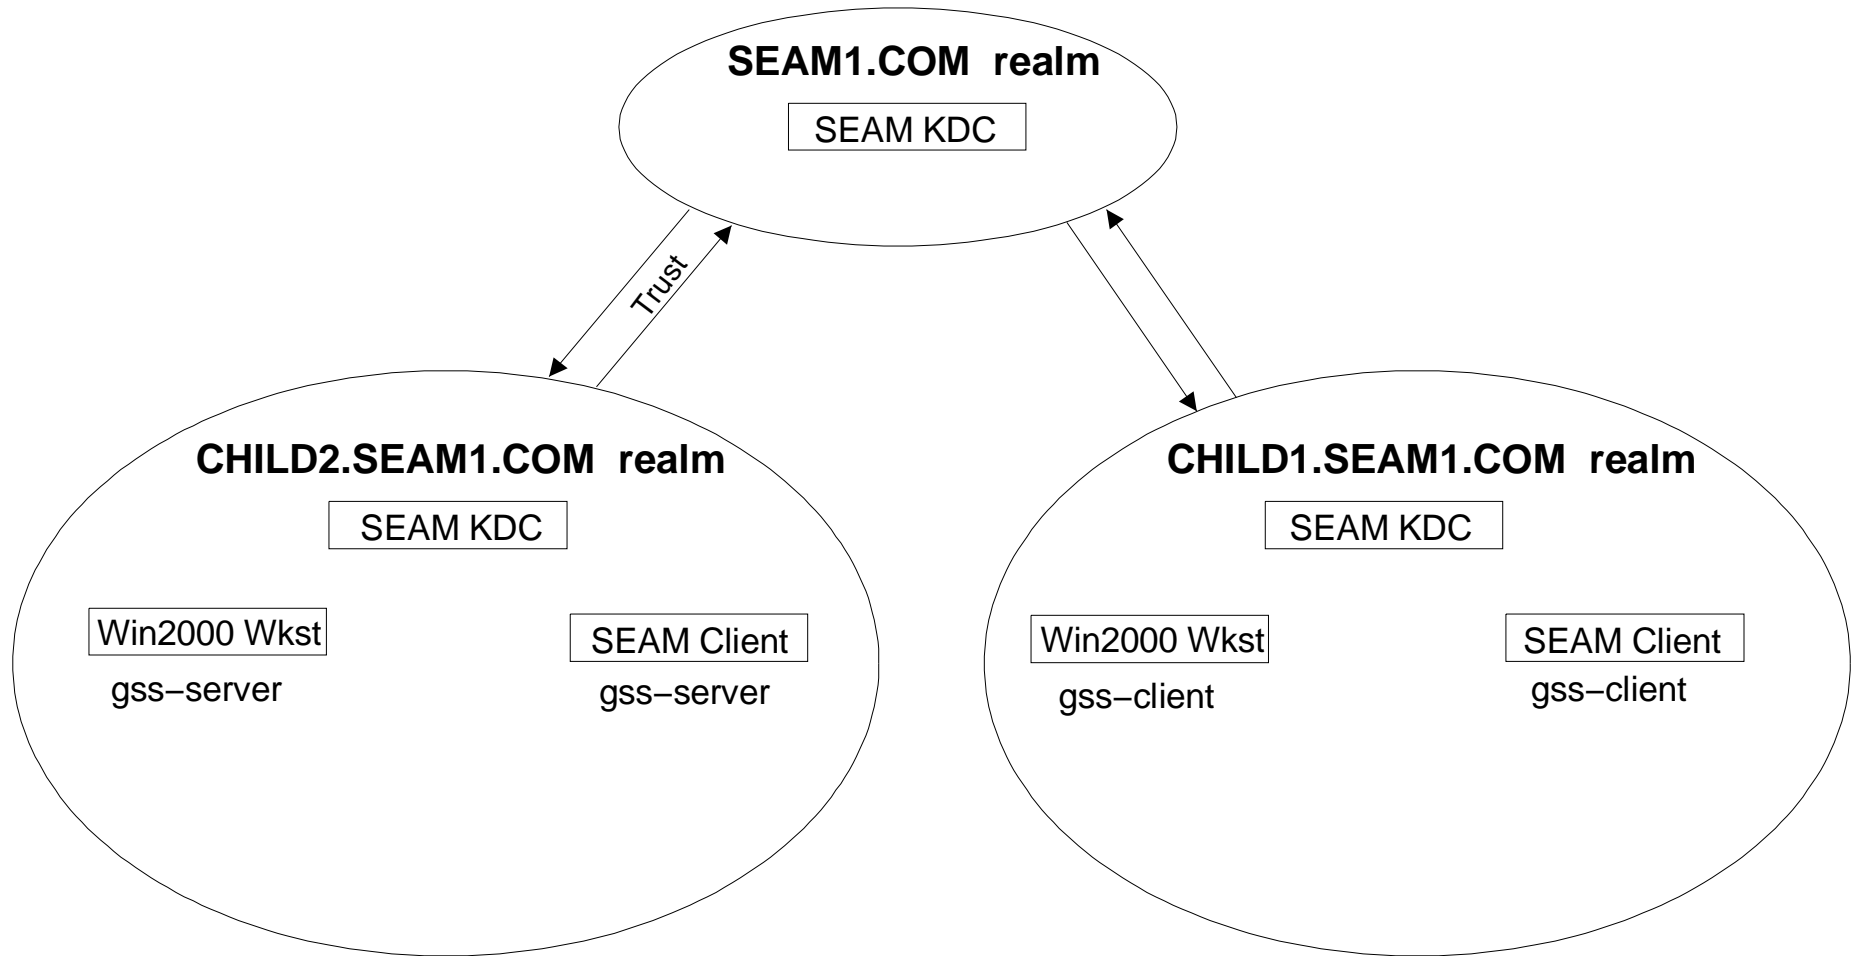 SEAM1.COM realm
SEAM KDC
Trust
CHILD2.SEAM1.COM realm
SEAM KDC
Win2000 Wkst
gss−server
SEAM Client
gss−server
CHILD1.SEAM1.COM realm
SEAM KDC
Win2000 Wkst
gss−client
SEAM Client
gss−client